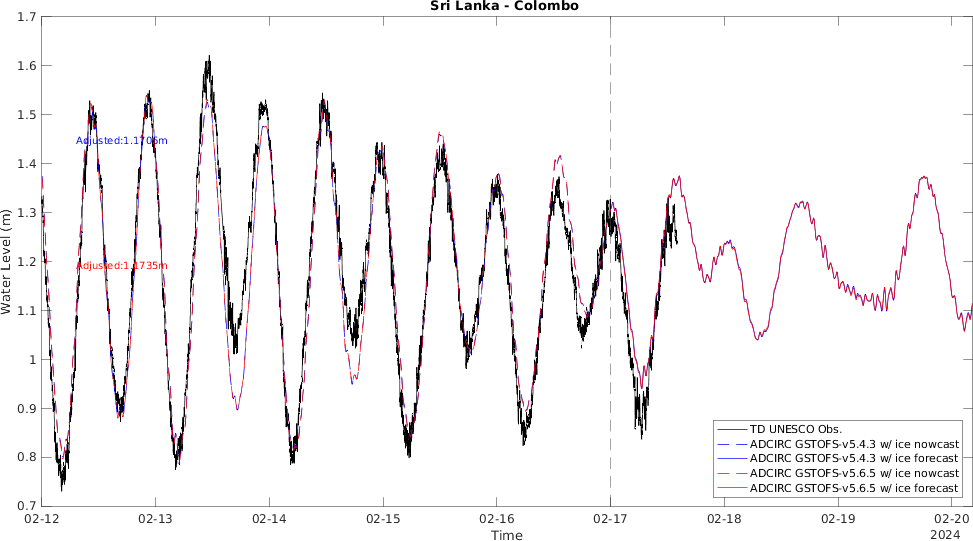 Sri Lanka - Colombo
1.7
1.6
1.5
1.4
1.3
1.2
1.1
1
0.9
0.8
0.7
Water Level (m)
Adjusted:1.1706m
Adjusted:1.1735m
TD UNESCO Obs.
ADCIRC GSTOFS-v5.4.3 w/ ice nowcast
ADCIRC GSTOFS-v5.4.3 w/ ice forecast
ADCIRC GSTOFS-v5.6.5 w/ ice nowcast
ADCIRC GSTOFS-v5.6.5 w/ ice forecast
02-12 02-13 02-14 02-15 02-16 02-17 02-18 02-19 02-20
Time
2024